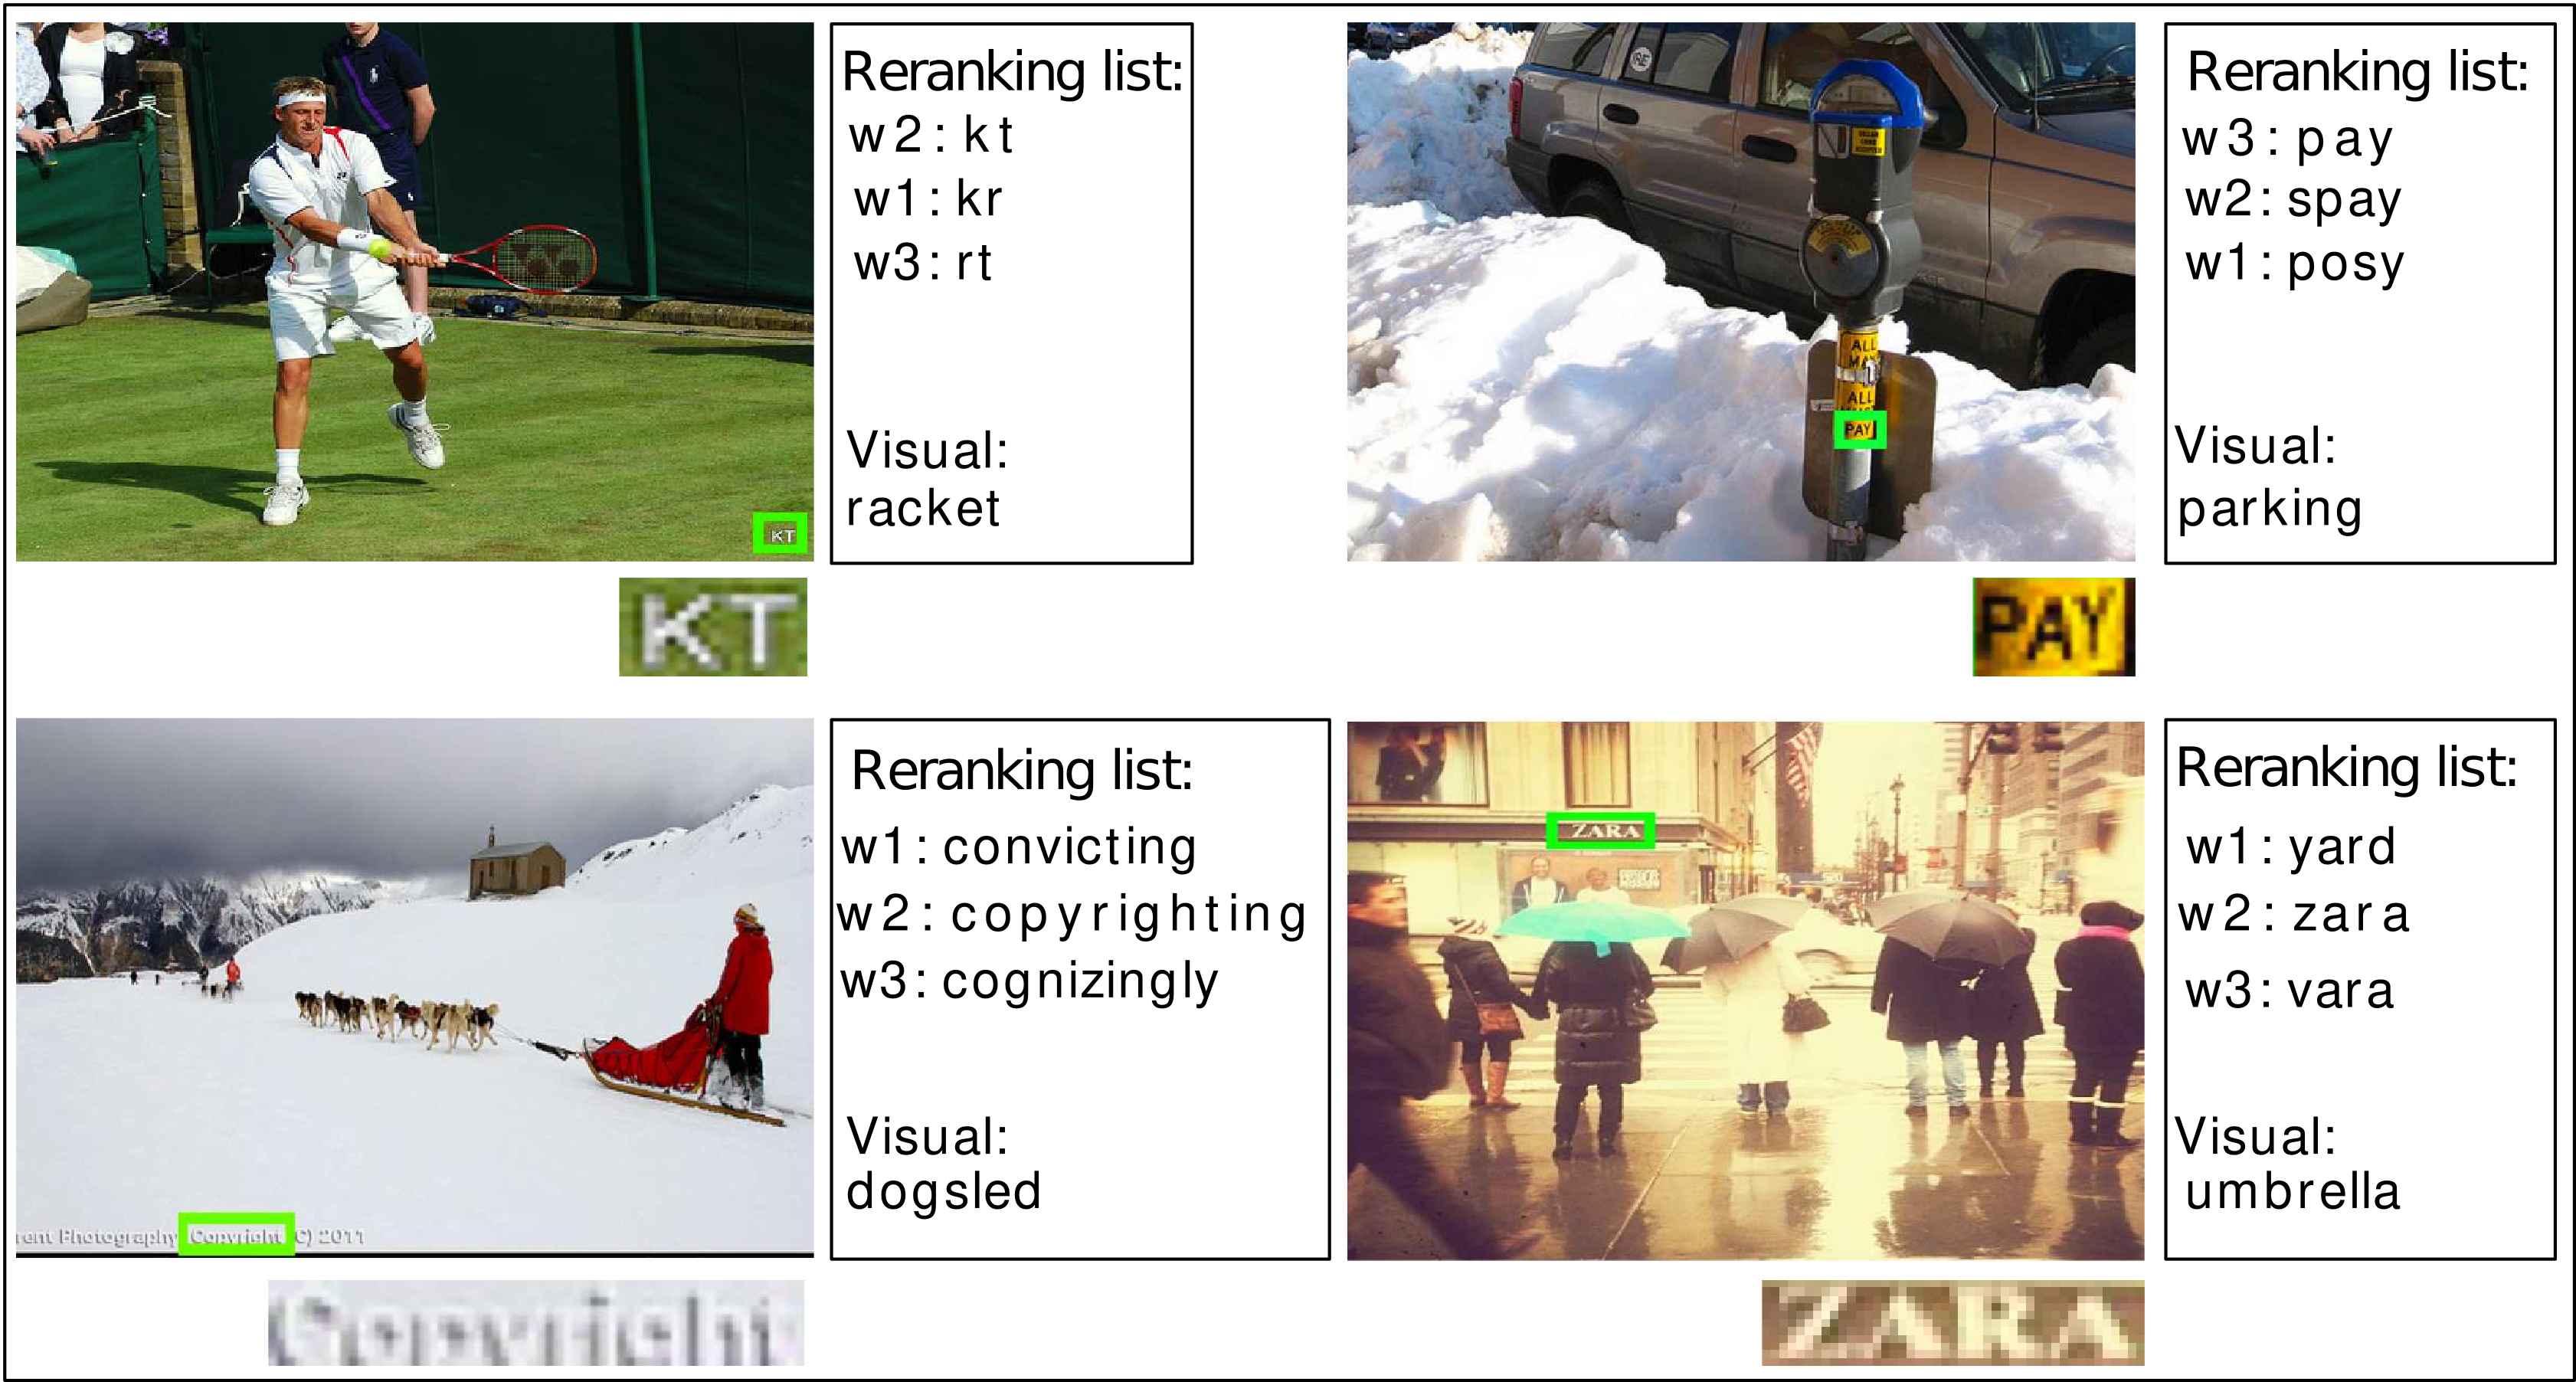 Reranking list:
w2: kt
w1: kr
w3: rt
Visual:
racket
KT
KT
Reranking list:
w3: pay
w2: spay
w1: posy
Visual:
parking
ALL
MAY
ALL
PAY
PAY
Reranking list:
w1: convicting
w2: copyrighting
w3: cognizingly
Visual:
dogsled
rent Photography Copyright C) 2011
Copyright
Reranking list:
w1: yard
w2: zara
w3: vara
Visual:
umbrella
ZARA
ZARA